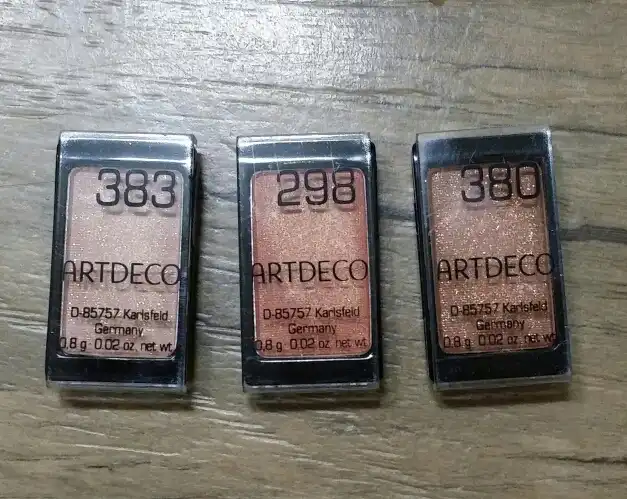 383
ARTDECO
D-85757 Karlsfeld
Germany
0,8 g 0.02 oz. net wt.
298
ARTDECO
D-85757 Karlsfeld
Germany
0,8 g 0.02 oz. net wt.
380
ARTDECO
D-85757 Karlsfeld
Germany
0,8 g 0.02 oz. net wt.